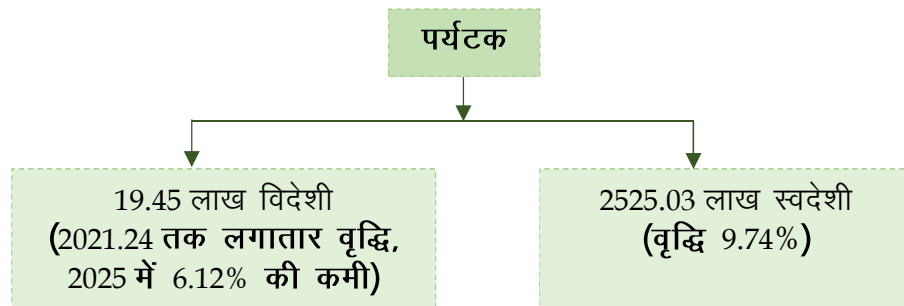 पर्यटक
19.45 लाख विदेशी
(2021.24 तक लगातार वृद्धि,
2025 में 6.12% की कमी)
2525.03 लाख स्वदेशी
(वृद्धि 9.74%)